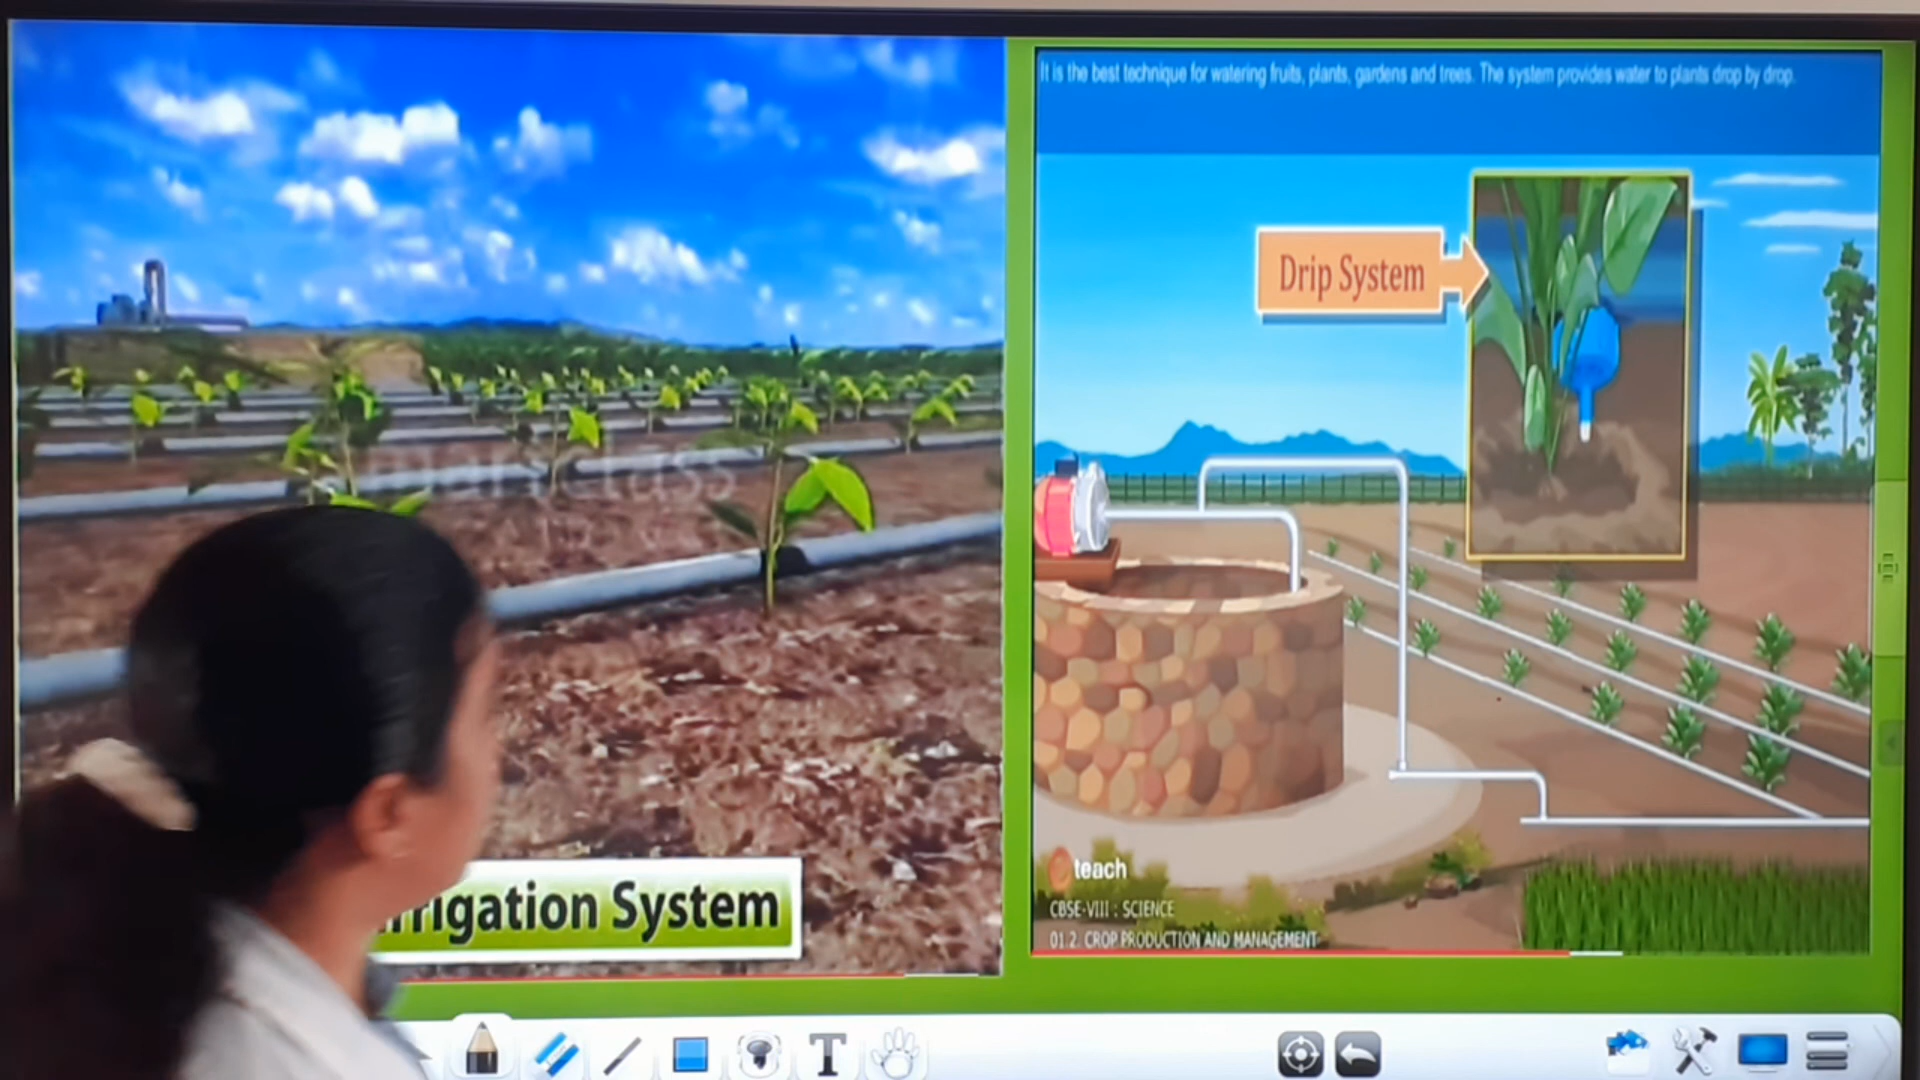 It is the best technique for watering fruits, plants, gardens and trees. The system provides water to plants drop by drop.
Drip System
Irrigation System
teach
CBSE-VIII : SCIENCE
01.2. CROP PRODUCTION AND MANAGEMENT
T